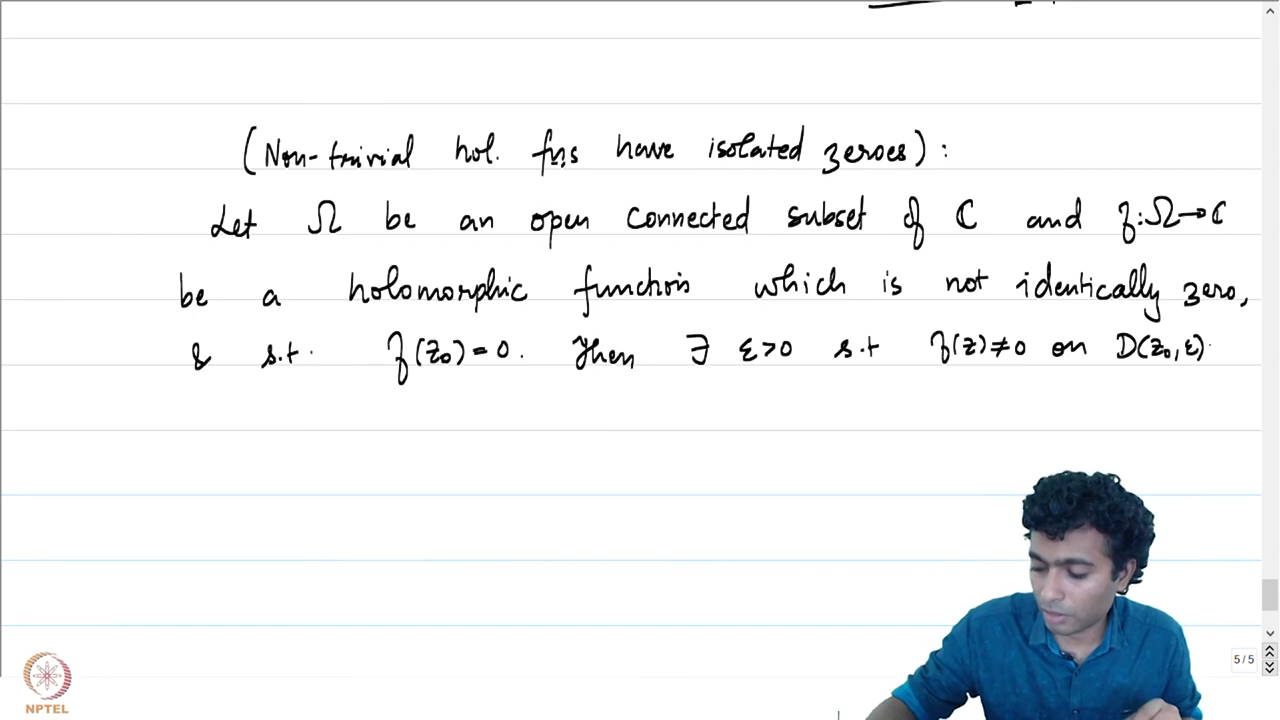 (Non-trivial hol. fns have isolated zeroes) :
Let Ω be an open connected subset of ℂ and f:Ω→ℂ
be a holomorphic function which is not identically zero,
& s.t. f(z₀)=0. Then ∃ ε>0 s.t f(z)≠0 on D(z₀,ε).
5/5
NPTEL